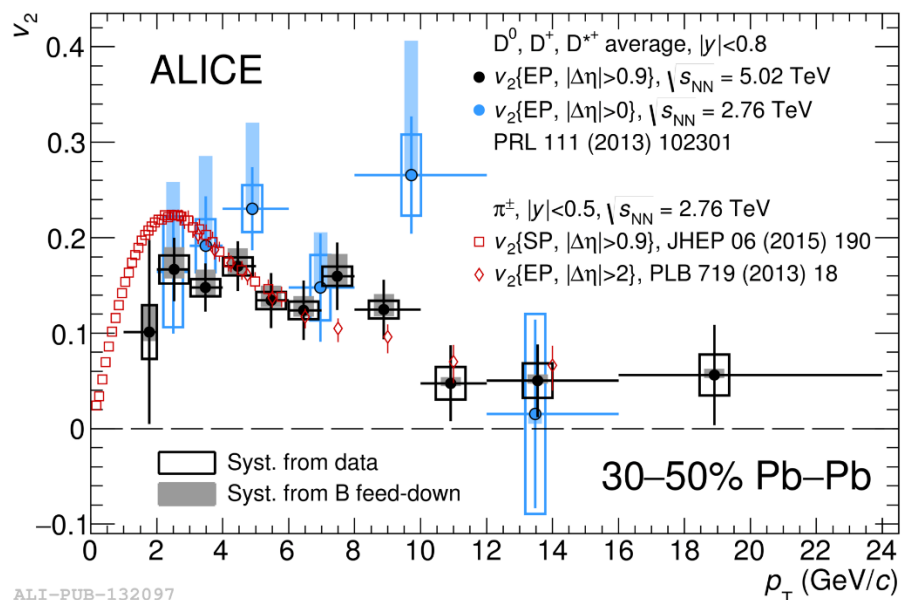 v₂
0.4
0.3
0.2
0.1
0
−0.1
ALICE
D⁰, D⁺, D*⁺ average, |y|<0.8
v₂{EP, |Δη|>0.9}, √s_NN = 5.02 TeV
v₂{EP, |Δη|>0}, √s_NN = 2.76 TeV
PRL 111 (2013) 102301
π±, |y|<0.5, √s_NN = 2.76 TeV
v₂{SP, |Δη|>0.9}, JHEP 06 (2015) 190
v₂{EP, |Δη|>2}, PLB 719 (2013) 18
Syst. from data
Syst. from B feed-down
30–50% Pb–Pb
0 2 4 6 8 10 12 14 16 18 20 22 24
p_T (GeV/c)
ALI-PUB-132097